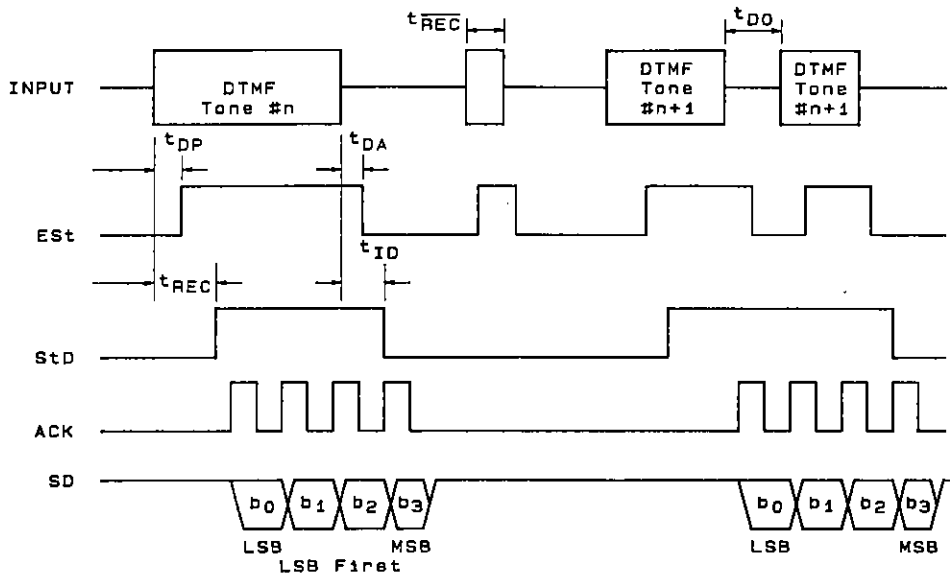 tREC tDO
INPUT DTMF Tone #n DTMF Tone #n+1 DTMF Tone #n+1
tDP tDA
ESt
tID
tREC
StD
ACK
SD b0 b1 b2 b3 b0 b1 b2 b3
LSB MSB LSB MSB
LSB First